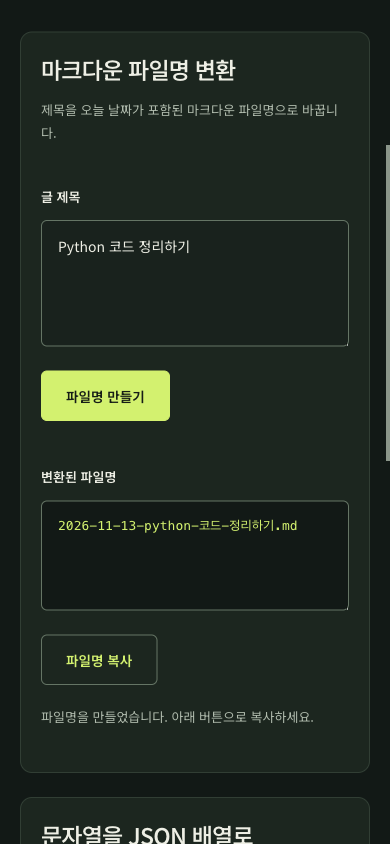 마크다운 파일명 변환
제목을 오늘 날짜가 포함된 마크다운 파일명으로 바꿉니
다.
글 제목
Python 코드 정리하기
파일명 만들기
변환된 파일명
2026-11-13-python-코드-정리하기.md
파일명 복사
파일명을 만들었습니다. 아래 버튼으로 복사하세요.
문자열을 JSON 배열로